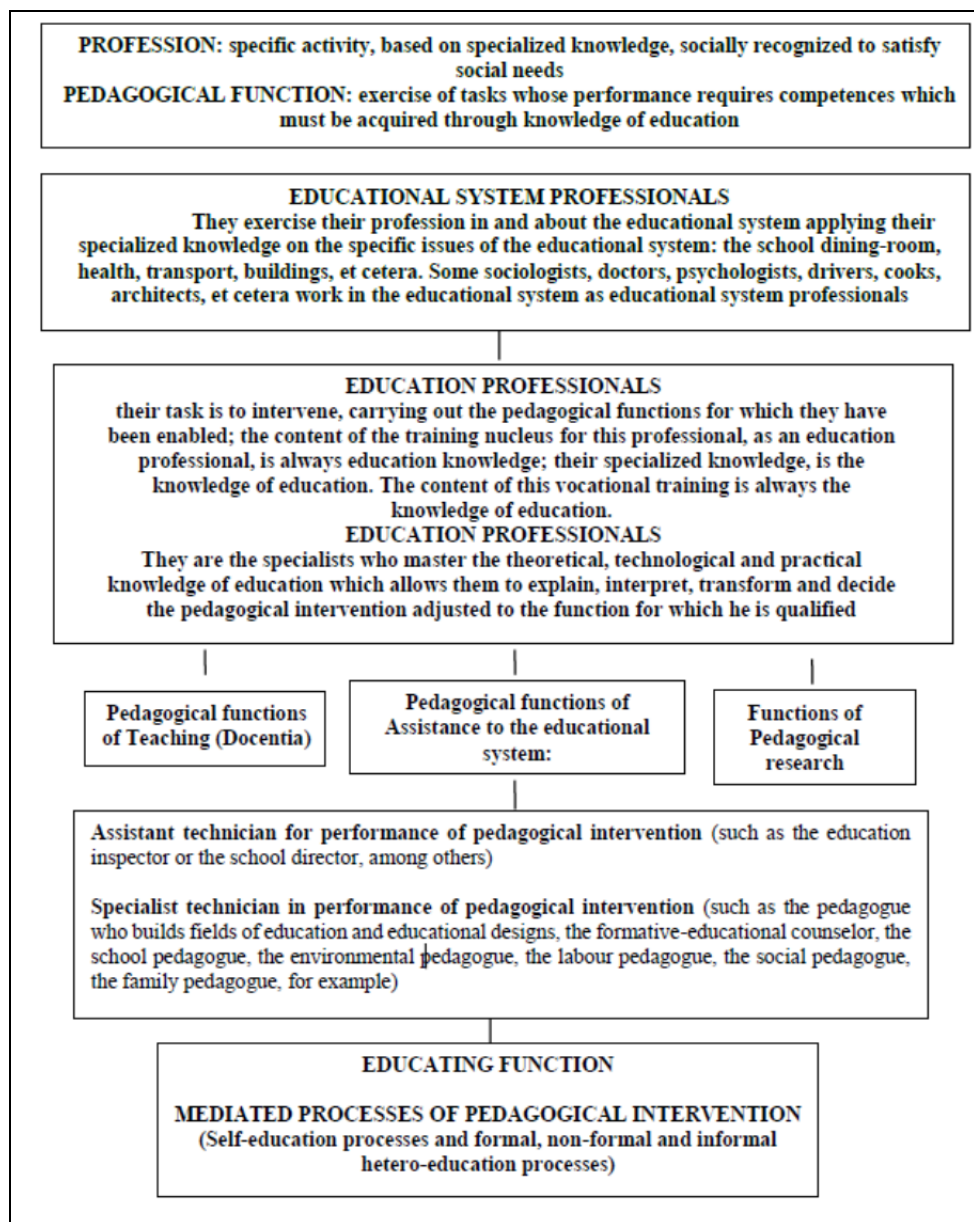 PROFESSION: specific activity, based on specialized knowledge, socially recognized to satisfy
social needs
PEDAGOGICAL FUNCTION: exercise of tasks whose performance requires competences which
must be acquired through knowledge of education
EDUCATIONAL SYSTEM PROFESSIONALS
They exercise their profession in and about the educational system applying their
specialized knowledge on the specific issues of the educational system: the school dining-room,
health, transport, buildings, et cetera. Some sociologists, doctors, psychologists, drivers, cooks,
architects, et cetera work in the educational system as educational system professionals
EDUCATION PROFESSIONALS
their task is to intervene, carrying out the pedagogical functions for which they have
been enabled; the content of the training nucleus for this professional, as an education
professional, is always education knowledge; their specialized knowledge, is the
knowledge of education. The content of this vocational training is always the
knowledge of education.
EDUCATION PROFESSIONALS
They are the specialists who master the theoretical, technological and practical
knowledge of education which allows them to explain, interpret, transform and decide
the pedagogical intervention adjusted to the function for which he is qualified
Pedagogical functions
of Teaching (Docentia)
Pedagogical functions of
Assistance to the educational
system:
Functions of
Pedagogical
research
Assistant technician for performance of pedagogical intervention (such as the education
inspector or the school director, among others)
Specialist technician in performance of pedagogical intervention (such as the pedagogue
who builds fields of education and educational designs, the formative-educational counselor, the
school pedagogue, the environmental pedagogue, the labour pedagogue, the social pedagogue,
the family pedagogue, for example)
EDUCATING FUNCTION
MEDIATED PROCESSES OF PEDAGOGICAL INTERVENTION
(Self-education processes and formal, non-formal and informal
hetero-education processes)